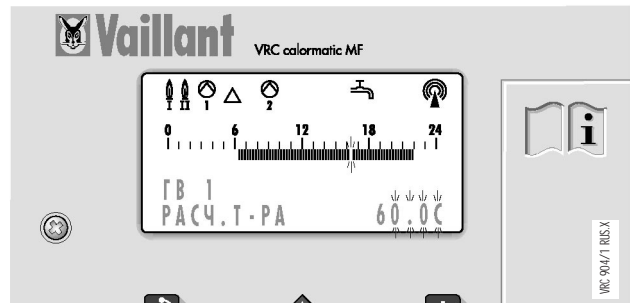 Vaillant
VRC calormatic MF
I II 1 2
0 6 12 18 24
ГВ 1
РАСЧ.Т-РА 60.0С
i
VRC 904/1 RUS.X